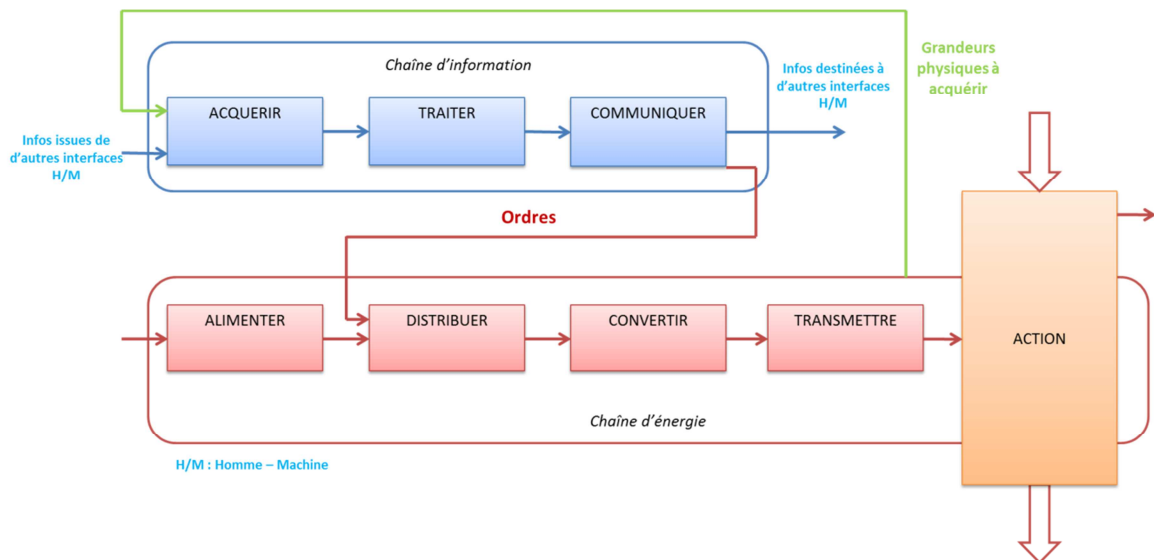 Chaîne d'information
Grandeurs
physiques à
acquérir
Infos destinées à
d'autres interfaces
H/M
ACQUERIR
TRAITER
COMMUNIQUER
Infos issues de
d'autres interfaces
H/M
Ordres
ALIMENTER
DISTRIBUER
CONVERTIR
TRANSMETTRE
ACTION
Chaîne d'énergie
H/M : Homme – Machine